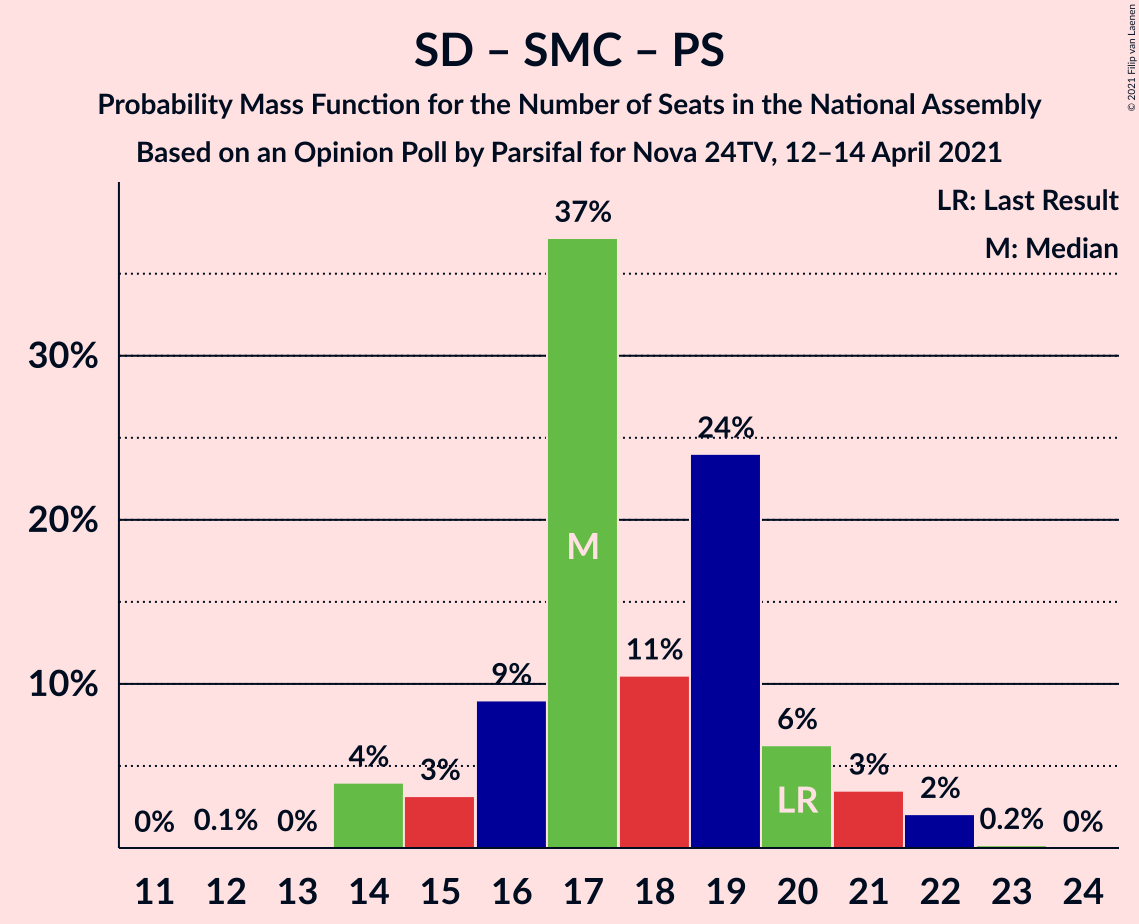 SD – SMC – PS
Probability Mass Function for the Number of Seats in the National Assembly
Based on an Opinion Poll by Parsifal for Nova 24TV, 12–14 April 2021
© 2021 Filip van Laenen
LR: Last Result
M: Median
30%
20%
10%
0%
0.1%
0%
4%
3%
9%
37%
11%
24%
6%
3%
2%
0.2%
0%
M
LR
11 12 13 14 15 16 17 18 19 20 21 22 23 24